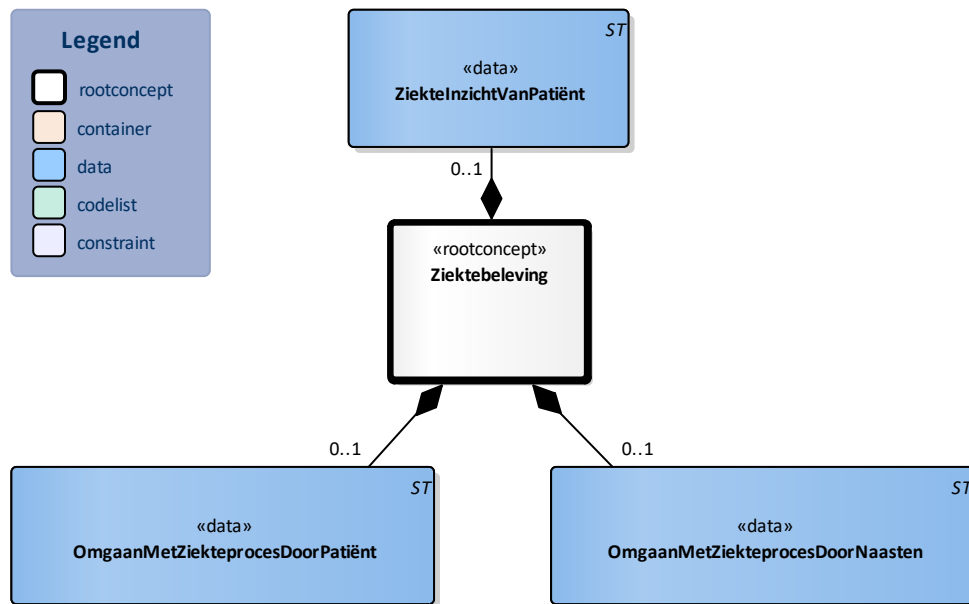 Legend
rootconcept
container
data
codelist
constraint
ST
«data»
ZiekteInzichtVanPatiënt
0..1
«rootconcept»
Ziektebeleving
0..1
0..1
ST
«data»
OmgaanMetZiekteprocesDoorPatiënt
ST
«data»
OmgaanMetZiekteprocesDoorNaasten